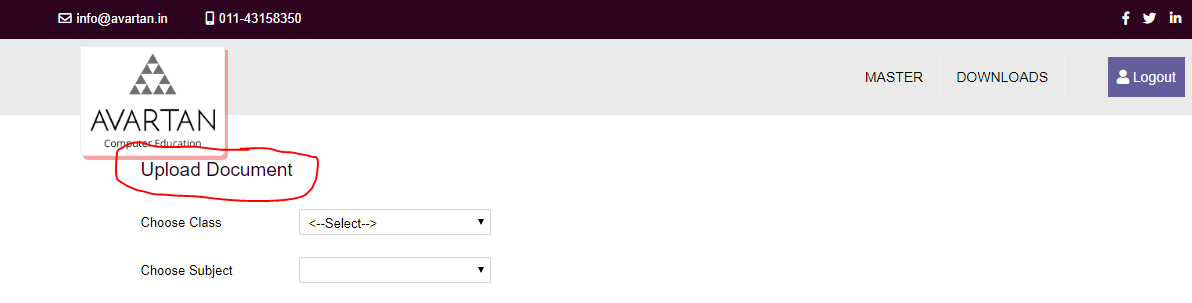 info@avartan.in 011-43158350
MASTER DOWNLOADS Logout
AVARTAN
Computer Education
Upload Document
Choose Class <--Select-->
Choose Subject